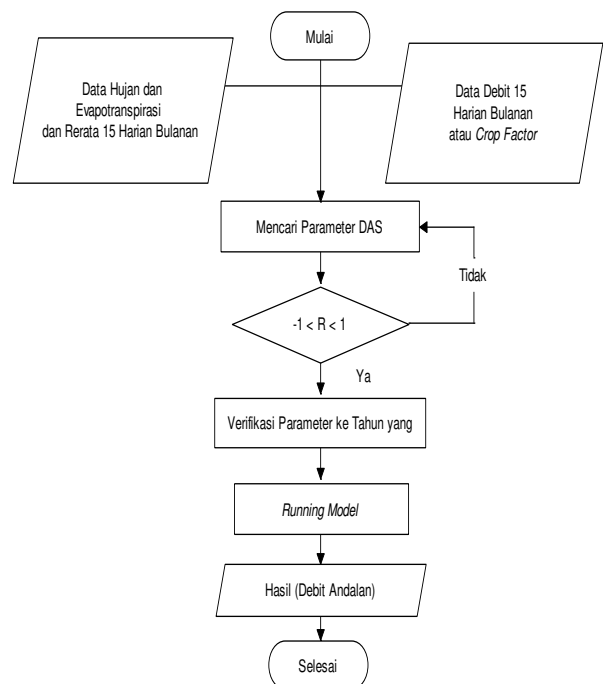 Mulai
Data Hujan dan
Evapotranspirasi
dan Rerata 15 Harian Bulanan
Data Debit 15
Harian Bulanan
atau Crop Factor
Mencari Parameter DAS
Tidak
-1 < R < 1
Ya
Verifikasi Parameter ke Tahun yang
Running Model
Hasil (Debit Andalan)
Selesai